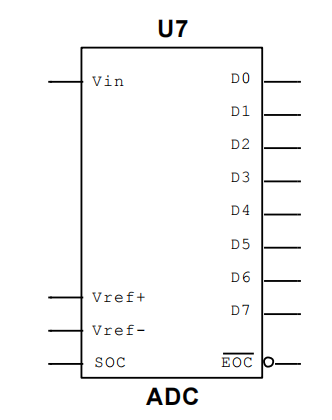 U7
Vin D0
D1
D2
D3
D4
D5
D6
Vref+ D7
Vref-
SOC EOC
ADC